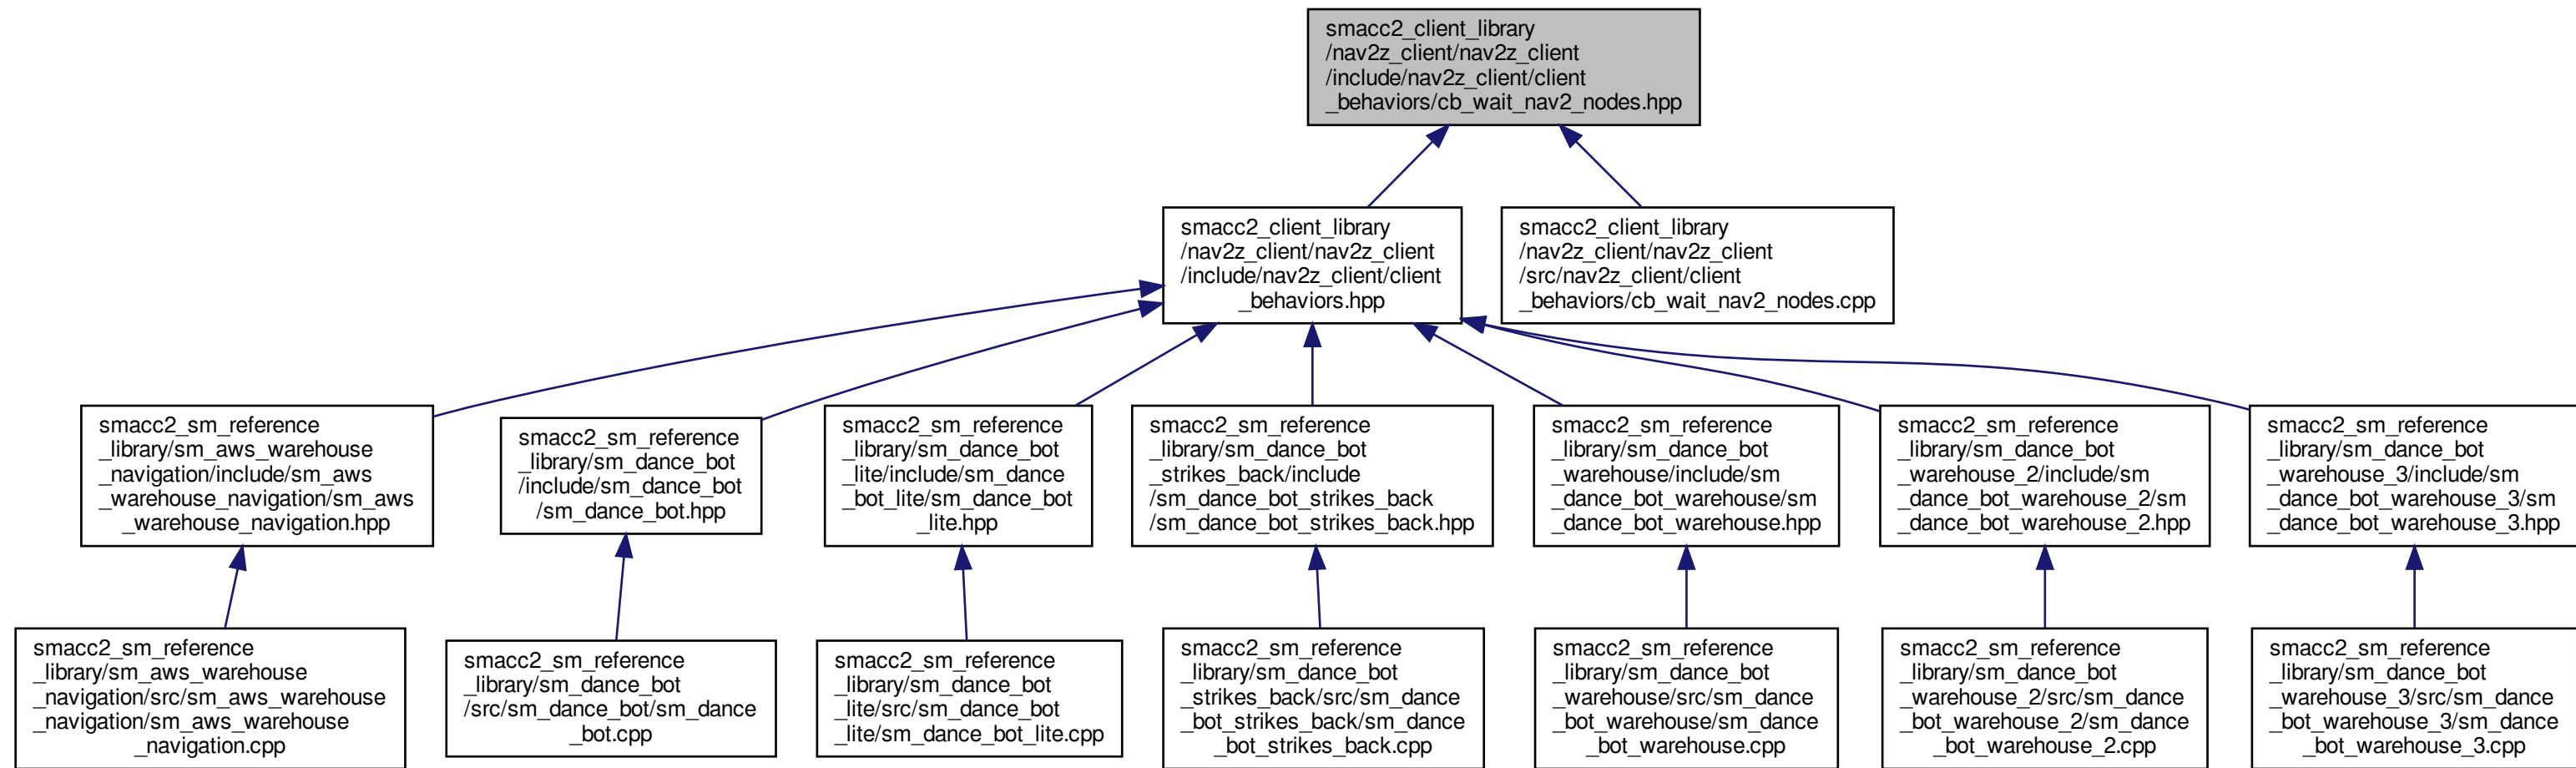 smacc2_client_library
/nav2z_client/nav2z_client
/include/nav2z_client/client
_behaviors/cb_wait_nav2_nodes.hpp
smacc2_client_library
/nav2z_client/nav2z_client
/include/nav2z_client/client
_behaviors.hpp
smacc2_client_library
/nav2z_client/nav2z_client
/src/nav2z_client/client
_behaviors/cb_wait_nav2_nodes.cpp
smacc2_sm_reference
_library/sm_aws_warehouse
_navigation/include/sm_aws
_warehouse_navigation/sm_aws
_warehouse_navigation.hpp
smacc2_sm_reference
_library/sm_dance_bot
/include/sm_dance_bot
/sm_dance_bot.hpp
smacc2_sm_reference
_library/sm_dance_bot
_lite/include/sm_dance
_bot_lite/sm_dance_bot
_lite.hpp
smacc2_sm_reference
_library/sm_dance_bot
_strikes_back/include
/sm_dance_bot_strikes_back
/sm_dance_bot_strikes_back.hpp
smacc2_sm_reference
_library/sm_dance_bot
_warehouse/include/sm
_dance_bot_warehouse/sm
_dance_bot_warehouse.hpp
smacc2_sm_reference
_library/sm_dance_bot
_warehouse_2/include/sm
_dance_bot_warehouse_2/sm
_dance_bot_warehouse_2.hpp
smacc2_sm_reference
_library/sm_dance_bot
_warehouse_3/include/sm
_dance_bot_warehouse_3/sm
_dance_bot_warehouse_3.hpp
smacc2_sm_reference
_library/sm_aws_warehouse
_navigation/src/sm_aws_warehouse
_navigation/sm_aws_warehouse
_navigation.cpp
smacc2_sm_reference
_library/sm_dance_bot
/src/sm_dance_bot/sm_dance
_bot.cpp
smacc2_sm_reference
_library/sm_dance_bot
_lite/src/sm_dance_bot
_lite/sm_dance_bot_lite.cpp
smacc2_sm_reference
_library/sm_dance_bot
_strikes_back/src/sm_dance
_bot_strikes_back/sm_dance
_bot_strikes_back.cpp
smacc2_sm_reference
_library/sm_dance_bot
_warehouse/src/sm_dance
_bot_warehouse/sm_dance
_bot_warehouse.cpp
smacc2_sm_reference
_library/sm_dance_bot
_warehouse_2/src/sm_dance
_bot_warehouse_2/sm_dance
_bot_warehouse_2.cpp
smacc2_sm_reference
_library/sm_dance_bot
_warehouse_3/src/sm_dance
_bot_warehouse_3/sm_dance
_bot_warehouse_3.cpp